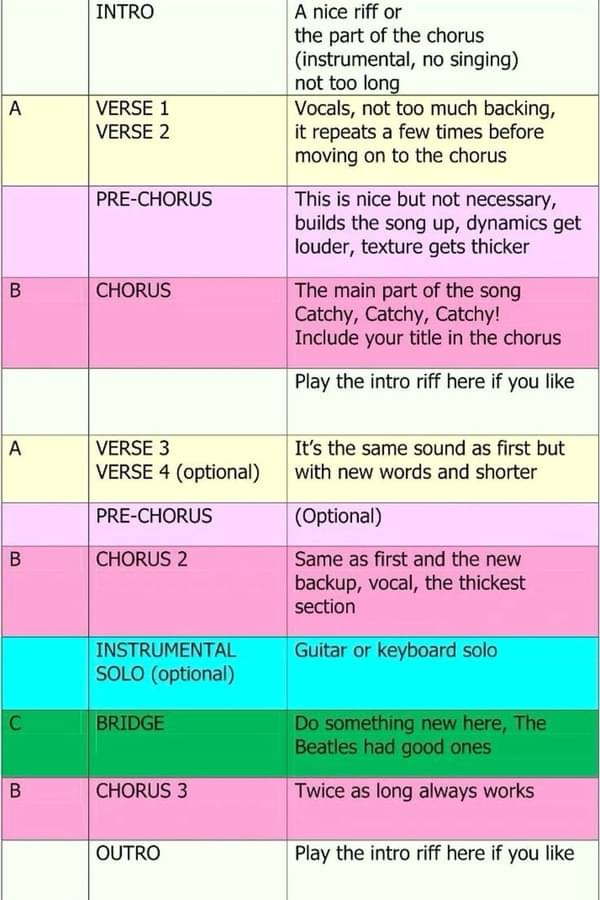 INTRO
A nice riff or
the part of the chorus
(instrumental, no singing)
not too long
A
VERSE 1
VERSE 2
Vocals, not too much backing,
it repeats a few times before
moving on to the chorus
PRE-CHORUS
This is nice but not necessary,
builds the song up, dynamics get
louder, texture gets thicker
B
CHORUS
The main part of the song
Catchy, Catchy, Catchy!
Include your title in the chorus
Play the intro riff here if you like
A
VERSE 3
VERSE 4 (optional)
It’s the same sound as first but
with new words and shorter
PRE-CHORUS
(Optional)
B
CHORUS 2
Same as first and the new
backup, vocal, the thickest
section
INSTRUMENTAL
SOLO (optional)
Guitar or keyboard solo
C
BRIDGE
Do something new here, The
Beatles had good ones
B
CHORUS 3
Twice as long always works
OUTRO
Play the intro riff here if you like